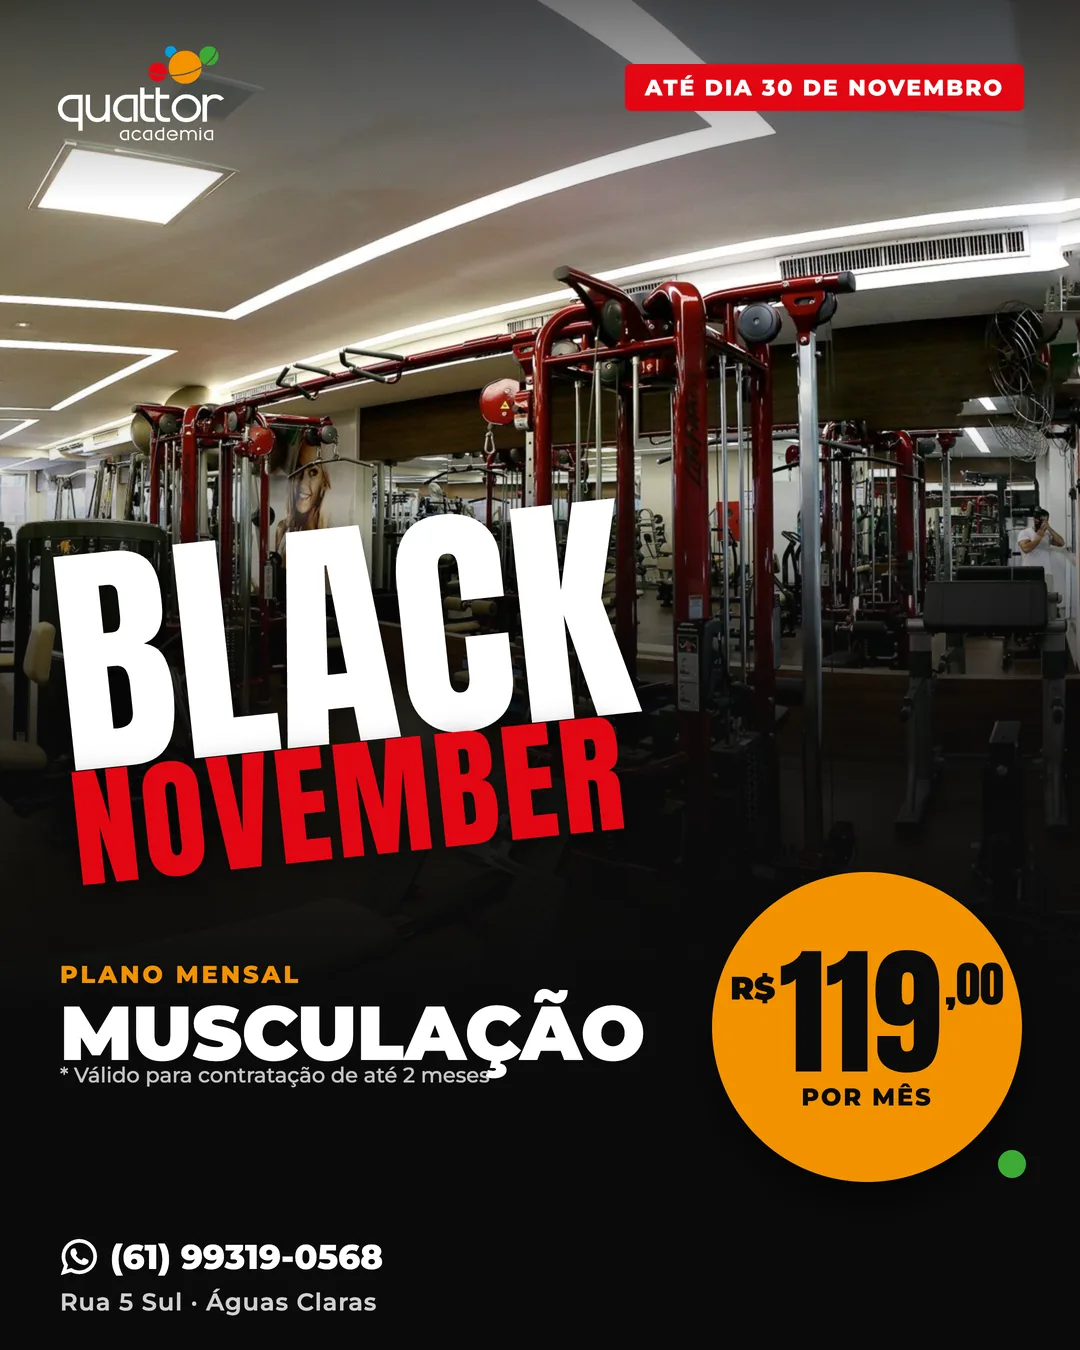 quattor
academia
ATÉ DIA 30 DE NOVEMBRO
BLACK
NOVEMBER
PLANO MENSAL
MUSCULAÇÃO
* Válido para contratação de até 2 meses
R$119,00
POR MÊS
(61) 99319-0568
Rua 5 Sul · Águas Claras